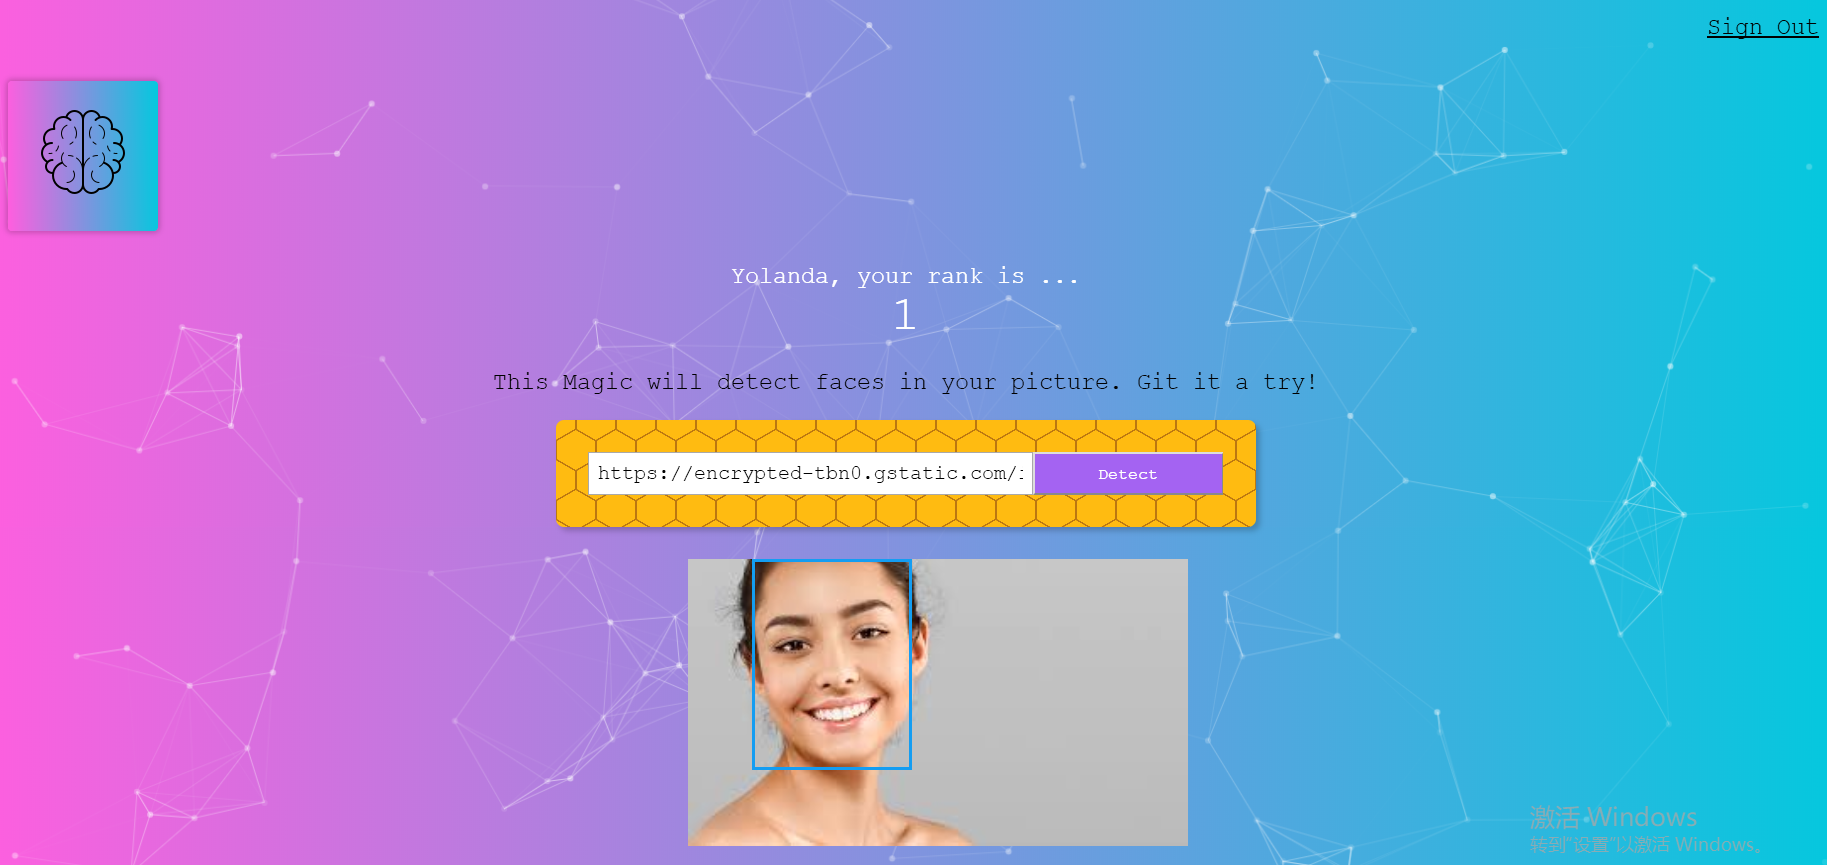 Sign Out
Yolanda, your rank is ...
1
This Magic will detect faces in your picture. Git it a try!
https://encrypted-tbn0.gstatic.com/
Detect
激活 Windows
转到"设置"以激活 Windows。